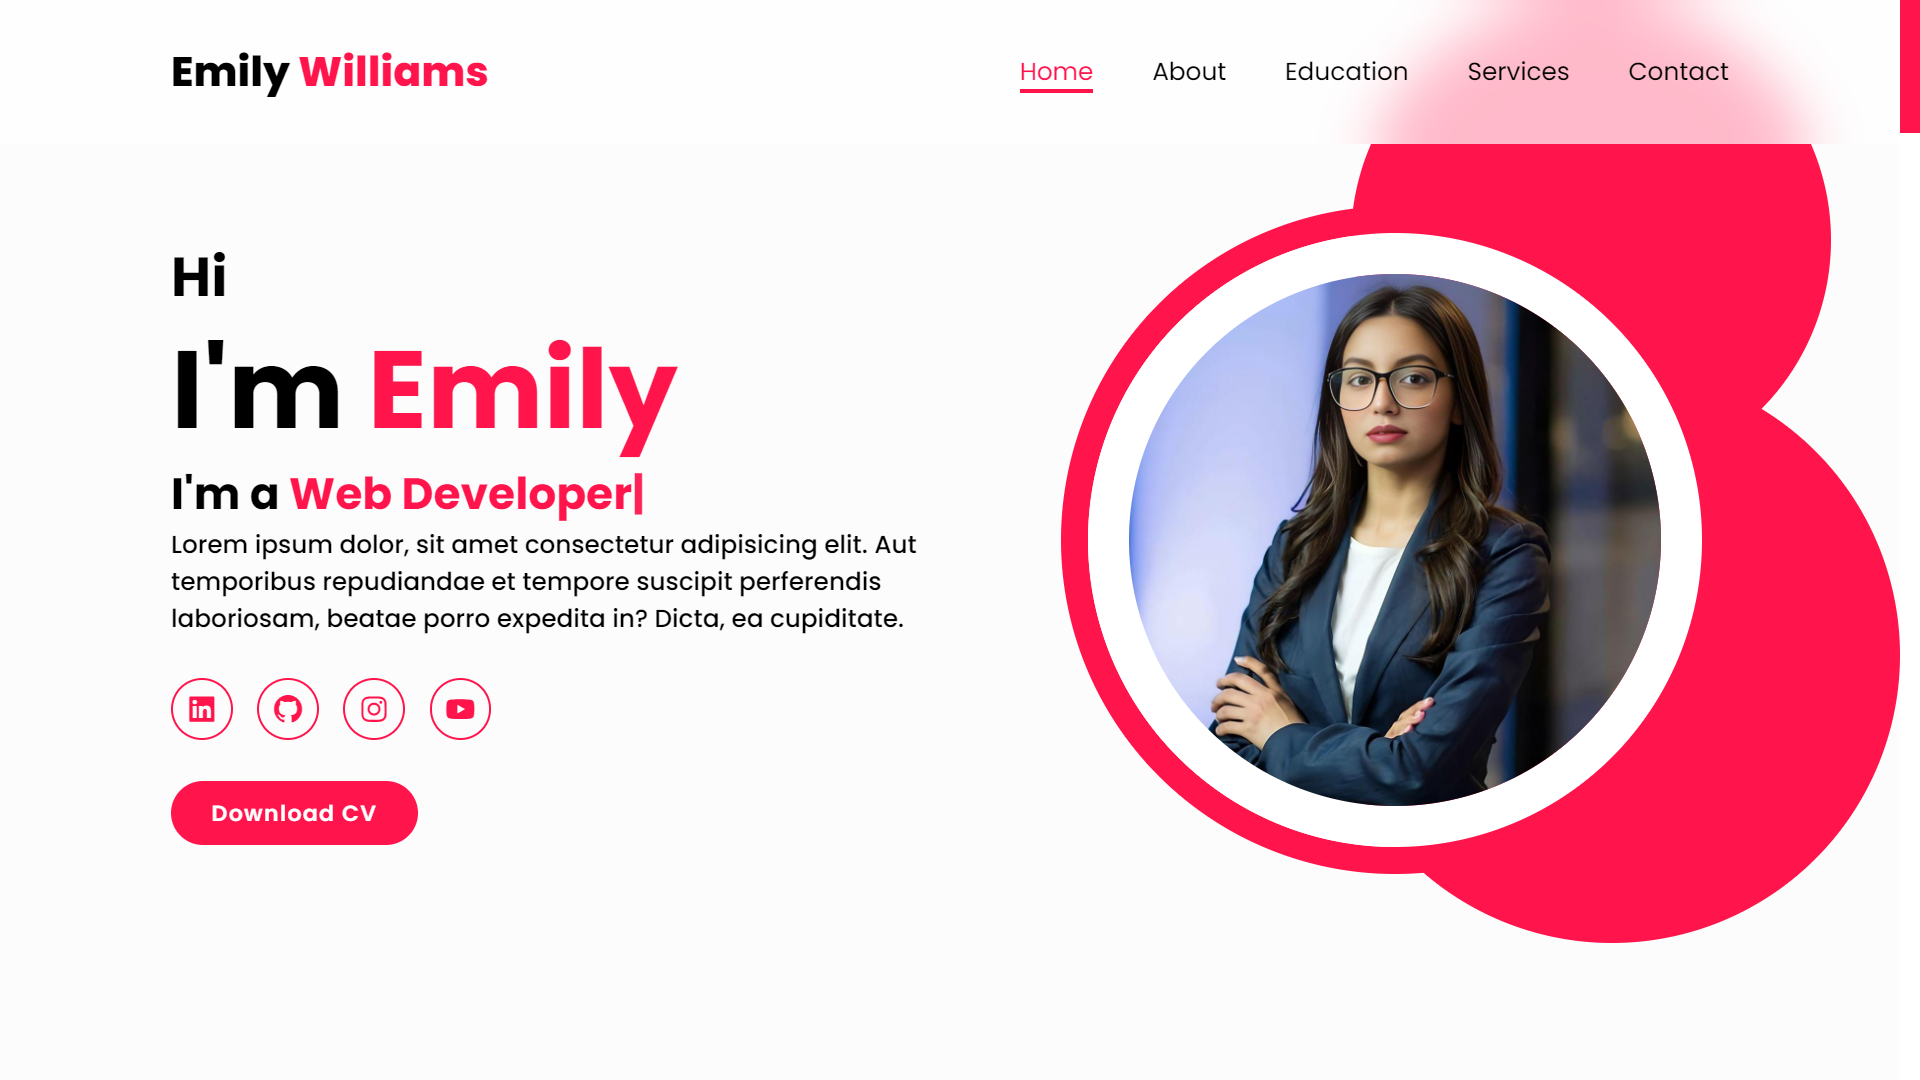 Emily Williams
Home About Education Services Contact
Hi
I'm Emily
I'm a Web Developer|
Lorem ipsum dolor, sit amet consectetur adipisicing elit. Aut
temporibus repudiandae et tempore suscipit perferendis
laboriosam, beatae porro expedita in? Dicta, ea cupiditate.
in
Download CV